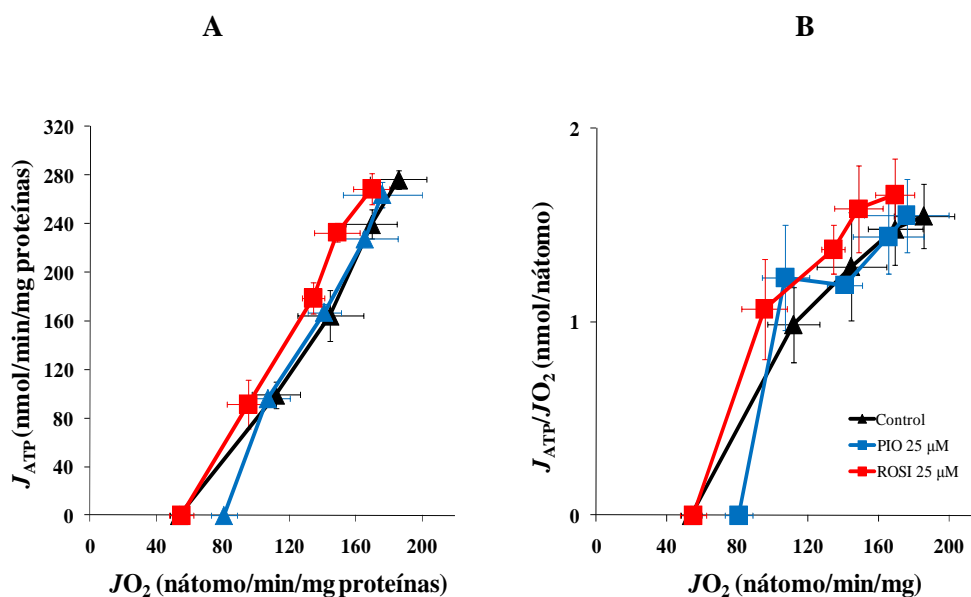 A
B
J_ATP (nmol/min/mg proteínas)
320
280
240
200
160
120
80
40
0
0
40
80
120
160
200
JO₂ (nátomo/min/mg proteínas)
J_ATP/JO₂ (nmol/nátomo)
2
1
0
Control
PIO 25 µM
ROSI 25 µM
0
40
80
120
160
200
JO₂ (nátomo/min/mg)